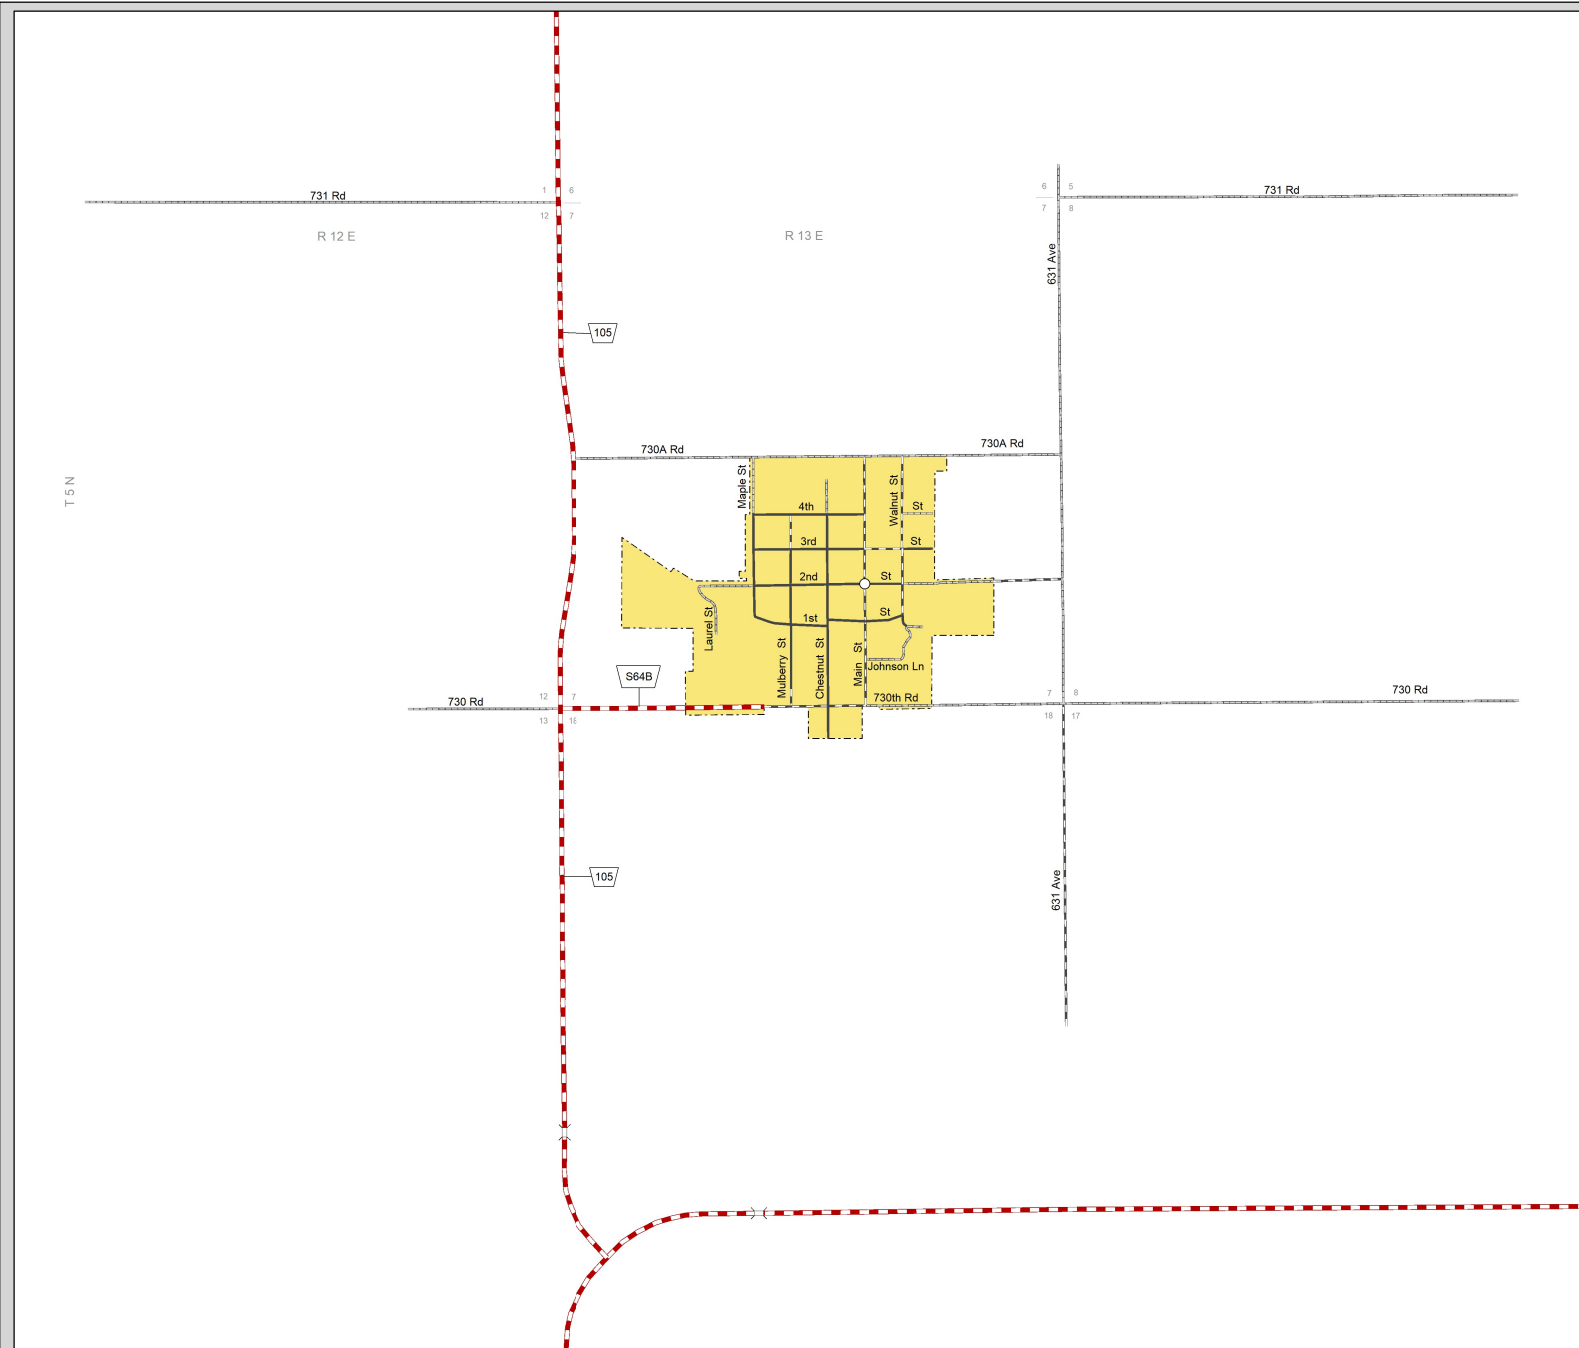 1 6
6 5
731 Rd
731 Rd
12 7
7 8
R 12 E
R 13 E
631 Ave
105
730A Rd
730A Rd
Maple St
Walnut St
T 5 N
4th St
3rd St
2nd St
1st St
Laurel St
Mulberry St
Chestnut St
Main St
Johnson Ln
S64B
12 7
7 8
730 Rd
730th Rd
730 Rd
13 18
18 17
105
631 Ave